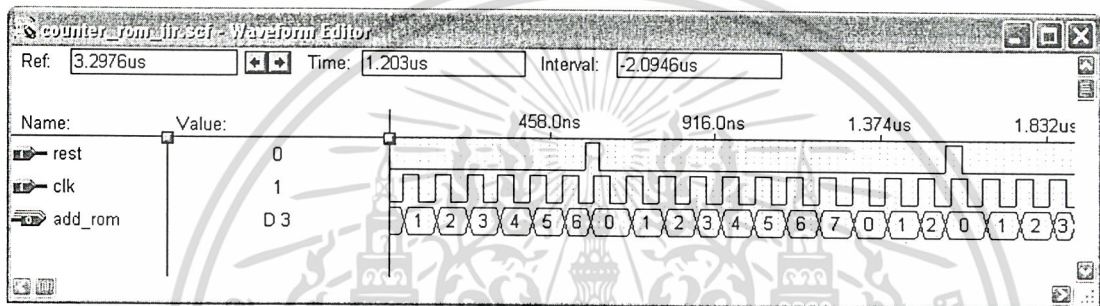 counter_rom_iir.scf - Waveform Editor
Ref: 3.2976us Time: 1.203us Interval: -2.0946us
Name: Value: 458.0ns 916.0ns 1.374us 1.832us
rest 0
clk 1
add_rom D 3 1 2 3 4 5 6 0 1 2 3 4 5 6 7 0 1 2 0 1 2 3